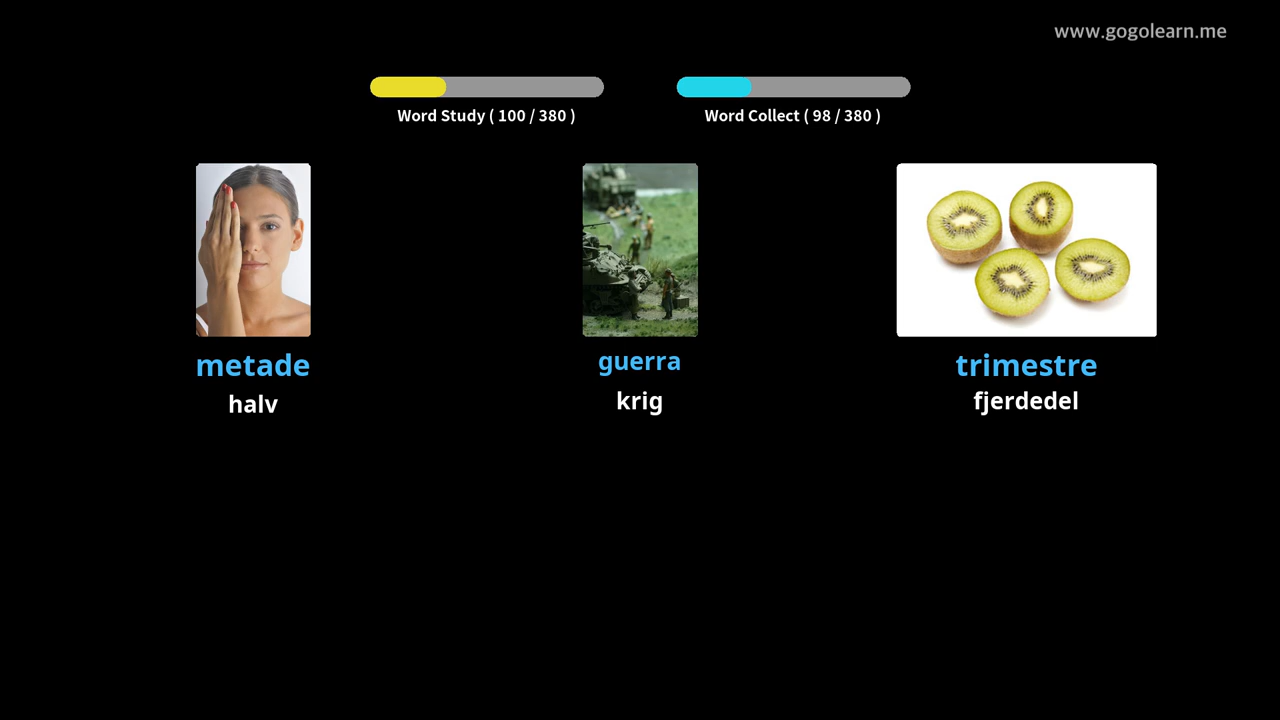 www.gogolearn.me
Word Study ( 100 / 380 )
Word Collect ( 98 / 380 )
metade
halv
guerra
krig
trimestre
fjerdedel